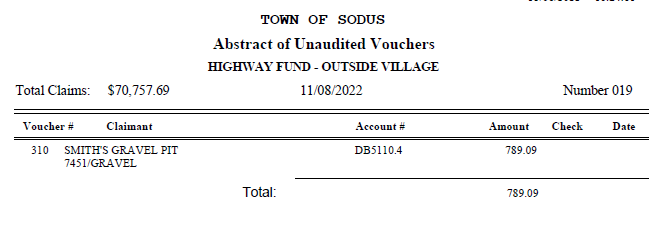 TOWN OF SODUS
Abstract of Unaudited Vouchers
HIGHWAY FUND - OUTSIDE VILLAGE
Total Claims: $70,757.69 11/08/2022 Number 019
Voucher # Claimant Account # Amount Check Date
310 SMITH'S GRAVEL PIT DB5110.4 789.09
7451/GRAVEL
Total: 789.09